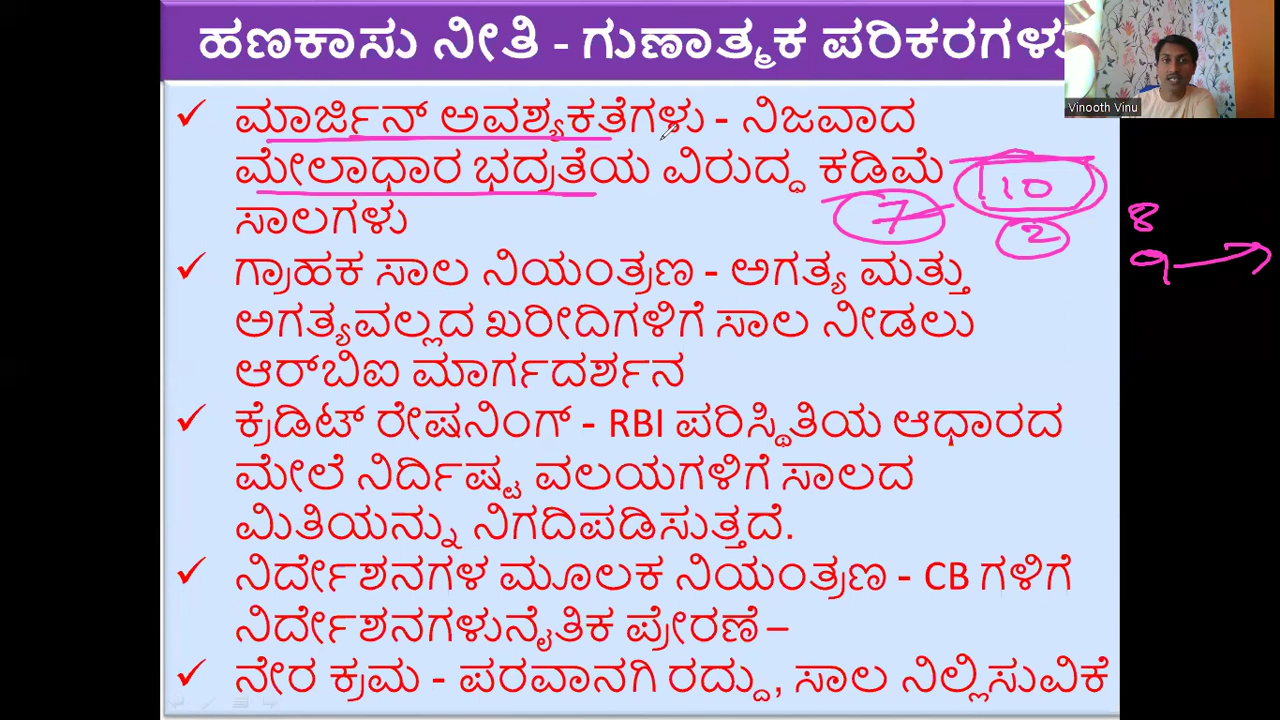 ಹಣಕಾಸು ನೀತಿ - ಗುಣಾತ್ಮಕ ಪರಿಕರಗಳು
Vinooth Vinu
✓ ಮಾರ್ಜಿನ್ ಅವಶ್ಯಕತೆಗಳು - ನಿಜವಾದ
ಮೇಲಾಧಾರ ಭದ್ರತೆಯ ವಿರುದ್ಧ ಕಡಿಮೆ
10
ಸಾಲಗಳು
7
2
8
9
✓ ಗ್ರಾಹಕ ಸಾಲ ನಿಯಂತ್ರಣ - ಅಗತ್ಯ ಮತ್ತು
ಅಗತ್ಯವಲ್ಲದ ಖರೀದಿಗಳಿಗೆ ಸಾಲ ನೀಡಲು
ಆರ್‌ಬಿಐ ಮಾರ್ಗದರ್ಶನ
✓ ಕ್ರೆಡಿಟ್ ರೇಷನಿಂಗ್ - RBI ಪರಿಸ್ಥಿತಿಯ ಆಧಾರದ
ಮೇಲೆ ನಿರ್ದಿಷ್ಟ ವಲಯಗಳಿಗೆ ಸಾಲದ
ಮಿತಿಯನ್ನು ನಿಗದಿಪಡಿಸುತ್ತದೆ.
✓ ನಿರ್ದೇಶನಗಳ ಮೂಲಕ ನಿಯಂತ್ರಣ - CB ಗಳಿಗೆ
ನಿರ್ದೇಶನಗಳುನೈತಿಕ ಪ್ರೇರಣೆ –
✓ ನೇರ ಕ್ರಮ - ಪರವಾನಗಿ ರದ್ದು, ಸಾಲ ನಿಲ್ಲಿಸುವಿಕೆ